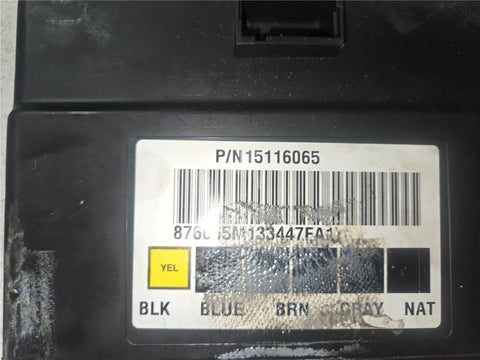 P/N15116065
YEL
BLK BLUE BRN GRAY NAT